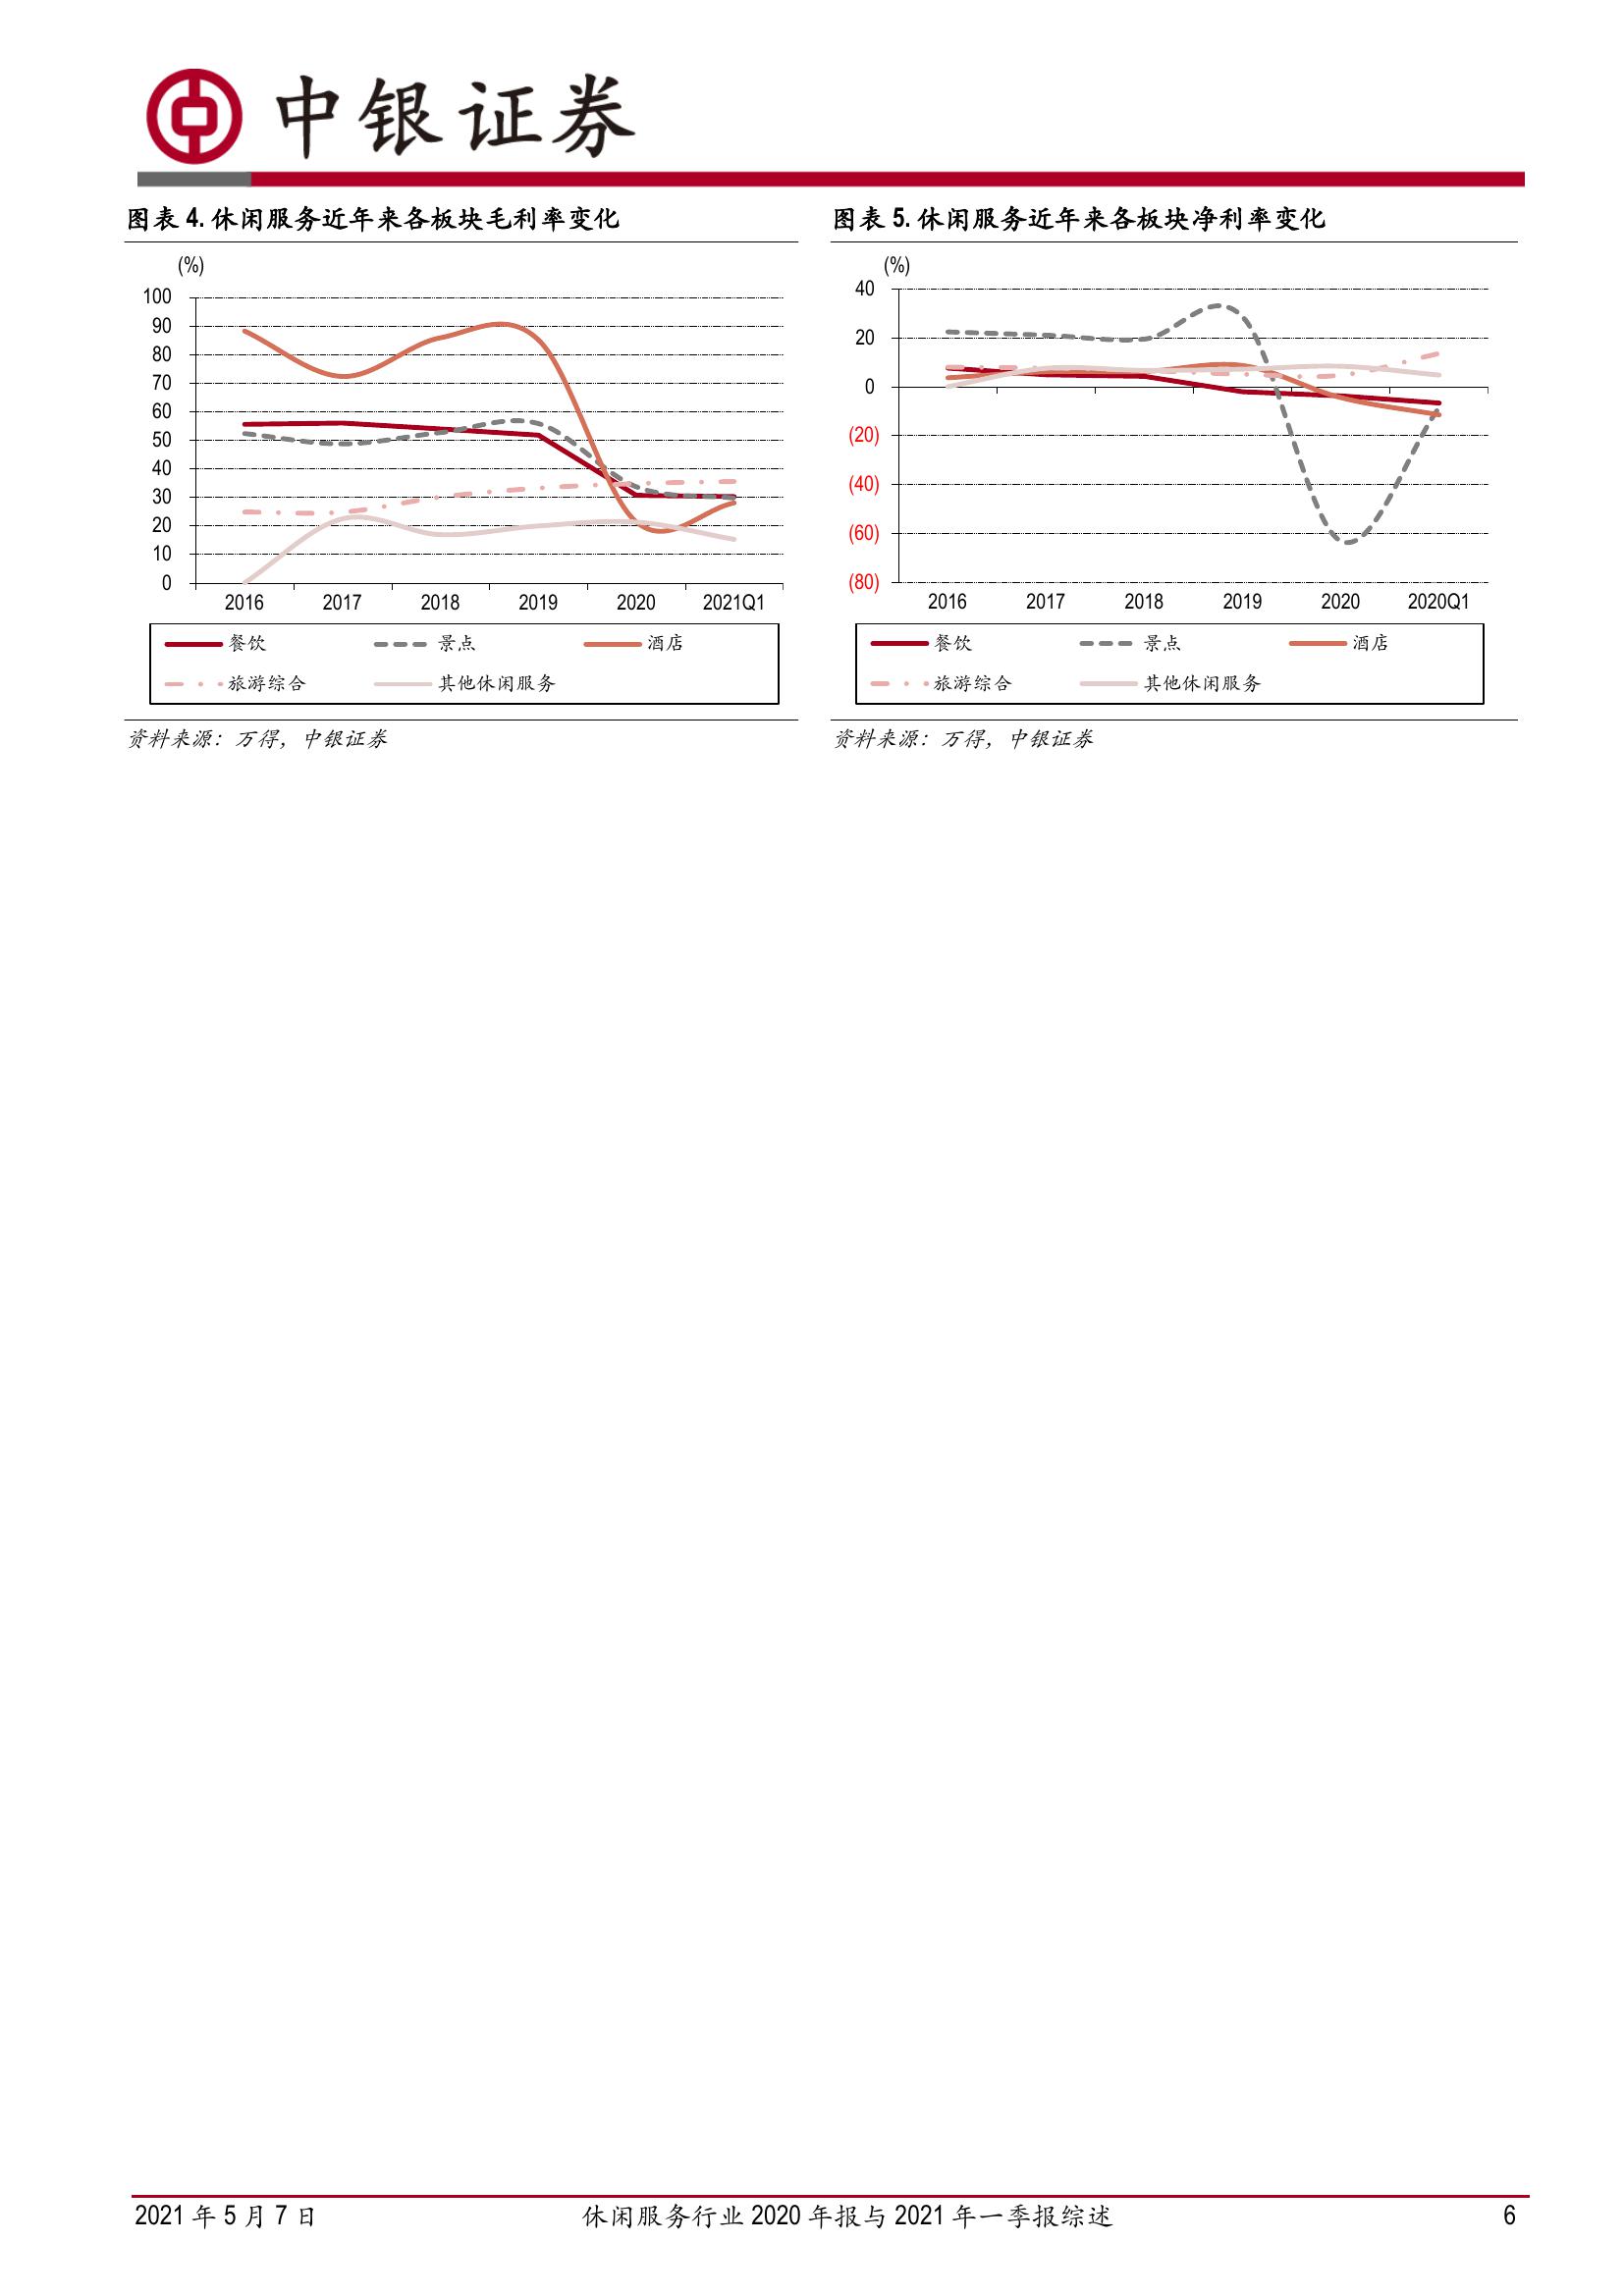 中银证券
图表 4. 休闲服务近年来各板块毛利率变化
(%)
100
90
80
70
60
50
40
30
20
10
0
2016 2017 2018 2019 2020 2021Q1
餐饮 景点 酒店
旅游综合 其他休闲服务
资料来源：万得，中银证券
图表 5. 休闲服务近年来各板块净利率变化
(%)
40
20
0
(20)
(40)
(60)
(80)
2016 2017 2018 2019 2020 2020Q1
餐饮 景点 酒店
旅游综合 其他休闲服务
资料来源：万得，中银证券
2021 年 5 月 7 日 休闲服务行业 2020 年报与 2021 年一季报综述 6